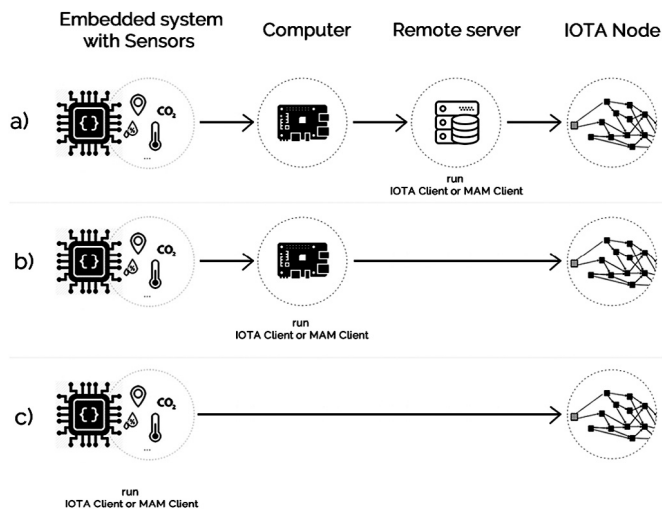 Embedded system
with Sensors
Computer
Remote server
IOTA Node
a)
{ }
%
CO₂
...
run
IOTA Client or MAM Client
b)
{ }
%
CO₂
...
run
IOTA Client or MAM Client
c)
{ }
%
CO₂
...
run
IOTA Client or MAM Client